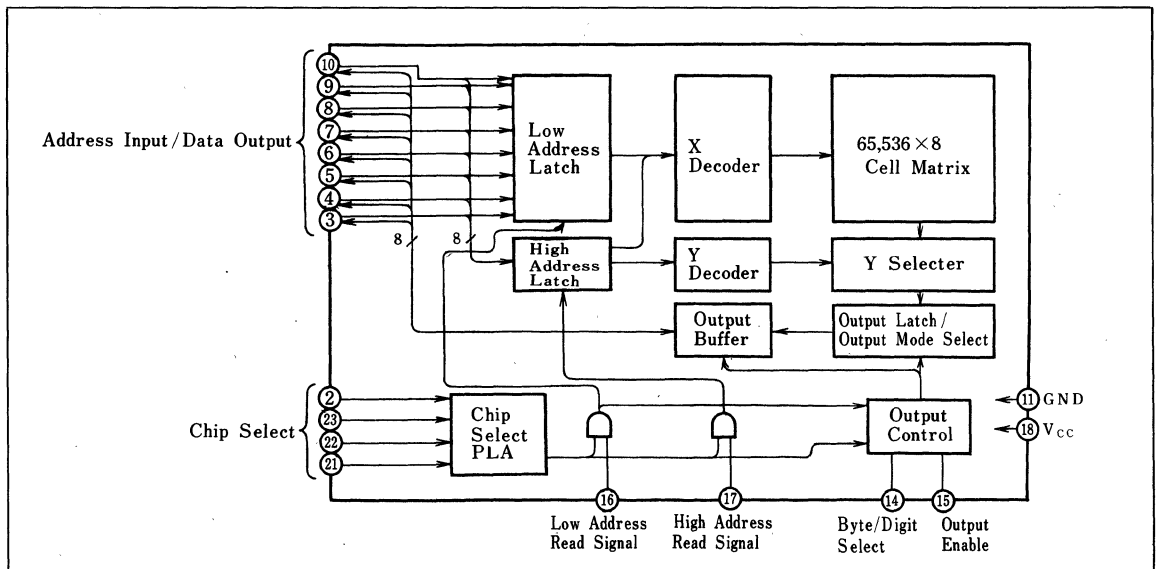 Address Input/Data Output
10
9
8
7
6
5
4
3
8
8
Low
Address
Latch
High
Address
Latch
X
Decoder
Y
Decoder
65,536×8
Cell Matrix
Y Selecter
Output
Buffer
Output Latch/
Output Mode Select
Chip Select
2
23
22
21
Chip
Select
PLA
Output
Control
11 GND
18 VCC
16
17
14
15
Low Address
Read Signal
High Address
Read Signal
Byte/Digit
Select
Output
Enable